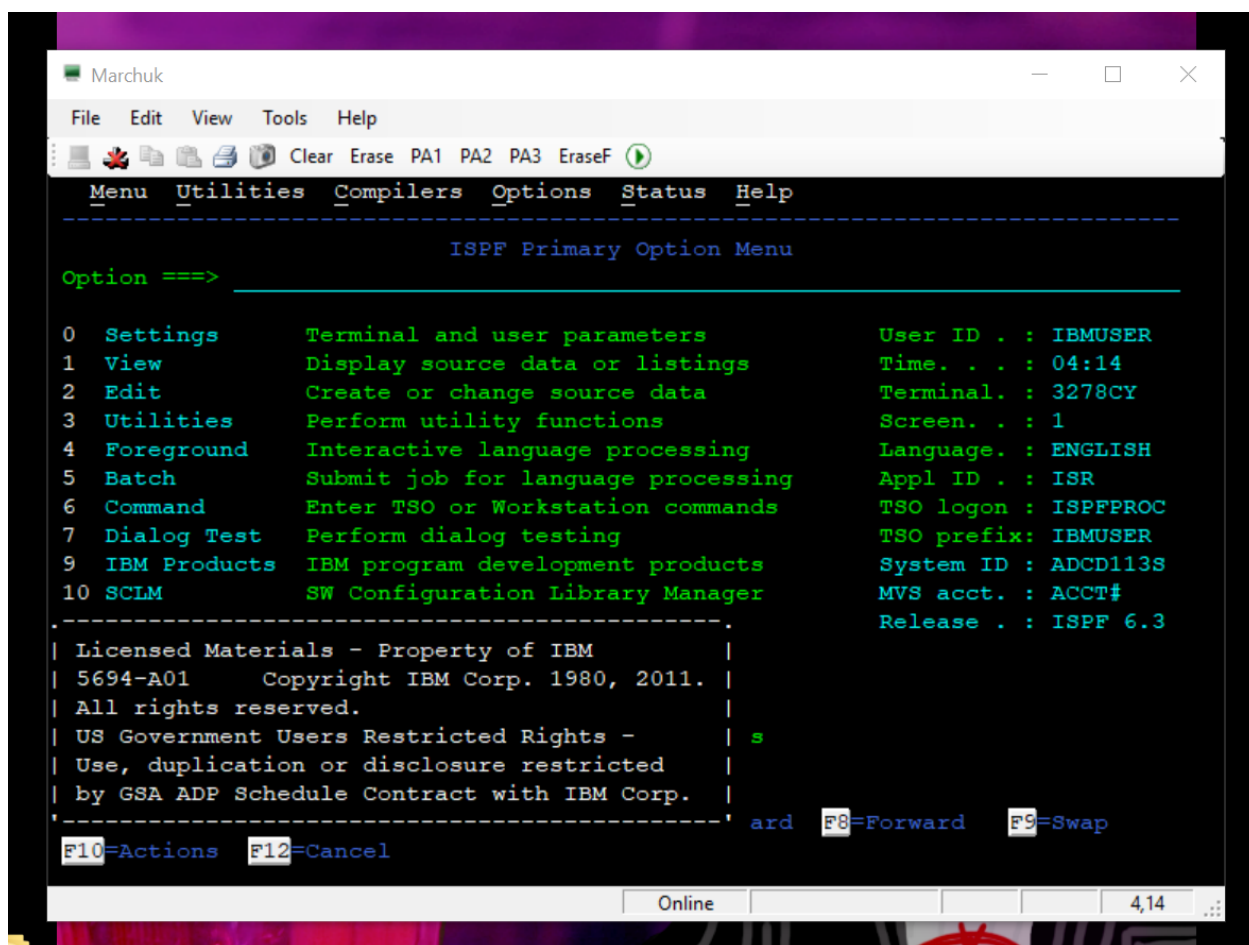 Marchuk
File Edit View Tools Help
Clear Erase PA1 PA2 PA3 EraseF
Menu Utilities Compilers Options Status Help
ISPF Primary Option Menu
Option ===>
0 Settings Terminal and user parameters User ID . : IBMUSER
1 View Display source data or listings Time. . . : 04:14
2 Edit Create or change source data Terminal. : 3278CY
3 Utilities Perform utility functions Screen. . : 1
4 Foreground Interactive language processing Language. : ENGLISH
5 Batch Submit job for language processing Appl ID . : ISR
6 Command Enter TSO or Workstation commands TSO logon : ISPFPROC
7 Dialog Test Perform dialog testing TSO prefix: IBMUSER
9 IBM Products IBM program development products System ID : ADCD113S
10 SCLM SW Configuration Library Manager MVS acct. : ACCT#
Release . : ISPF 6.3
Licensed Materials - Property of IBM
5694-A01 Copyright IBM Corp. 1980, 2011.
All rights reserved.
US Government Users Restricted Rights - s
Use, duplication or disclosure restricted
by GSA ADP Schedule Contract with IBM Corp.
ard F8=Forward F9=Swap
F10=Actions F12=Cancel
Online 4,14